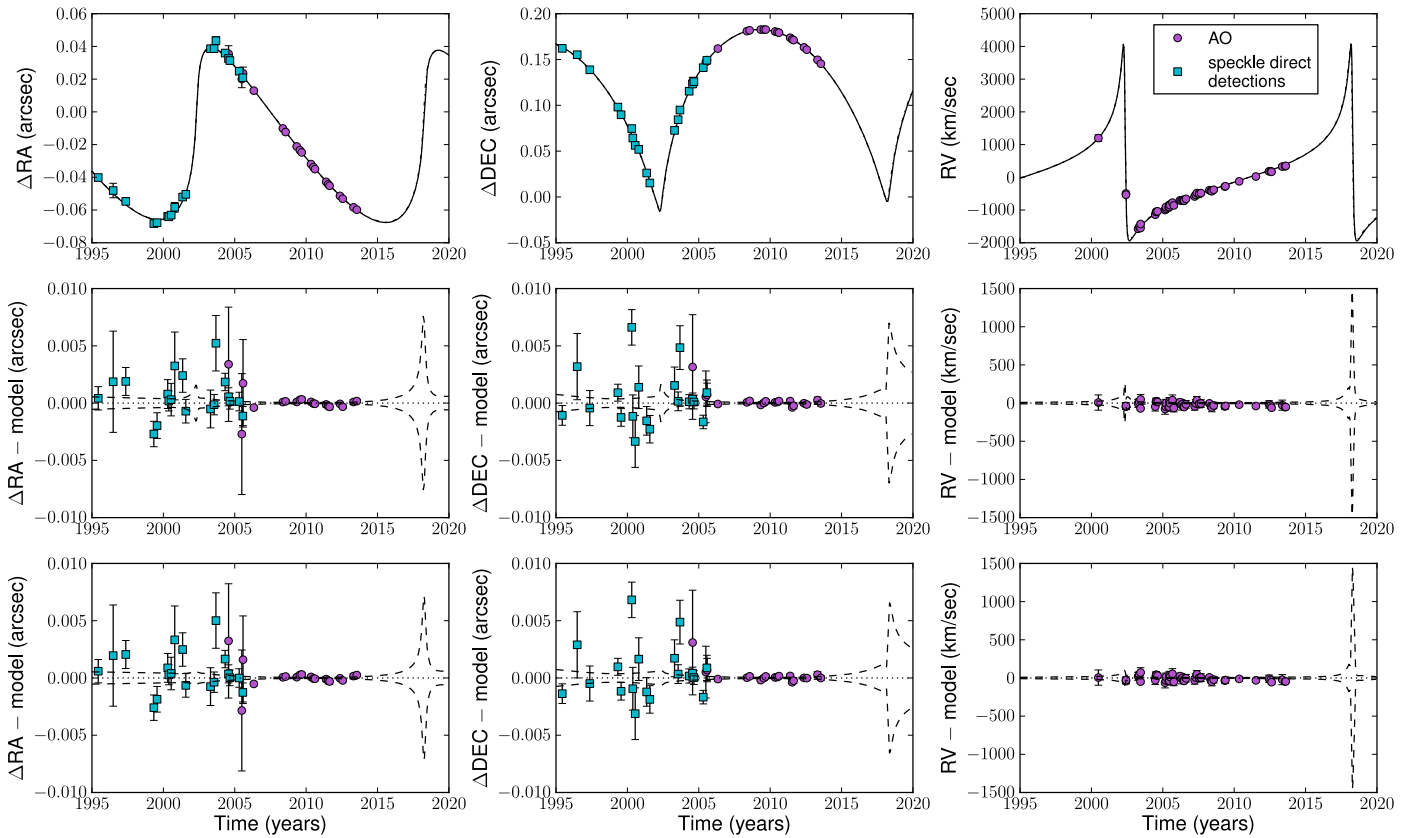 0.06
0.04
0.02
0.00
−0.02
−0.04
−0.06
−0.08
ΔRA (arcsec)
1995 2000 2005 2010 2015 2020
0.20
0.15
0.10
0.05
0.00
−0.05
ΔDEC (arcsec)
1995 2000 2005 2010 2015 2020
5000
4000
3000
2000
1000
0
−1000
−2000
RV (km/sec)
AO
speckle direct
detections
1995 2000 2005 2010 2015 2020
0.010
0.005
0.000
−0.005
−0.010
ΔRA − model (arcsec)
1995 2000 2005 2010 2015 2020
0.010
0.005
0.000
−0.005
−0.010
ΔDEC − model (arcsec)
1995 2000 2005 2010 2015 2020
1500
1000
500
0
−500
−1000
−1500
RV − model (km/sec)
1995 2000 2005 2010 2015 2020
0.010
0.005
0.000
−0.005
−0.010
ΔRA − model (arcsec)
1995 2000 2005 2010 2015 2020
Time (years)
0.010
0.005
0.000
−0.005
−0.010
ΔDEC − model (arcsec)
1995 2000 2005 2010 2015 2020
Time (years)
1500
1000
500
0
−500
−1000
−1500
RV − model (km/sec)
1995 2000 2005 2010 2015 2020
Time (years)